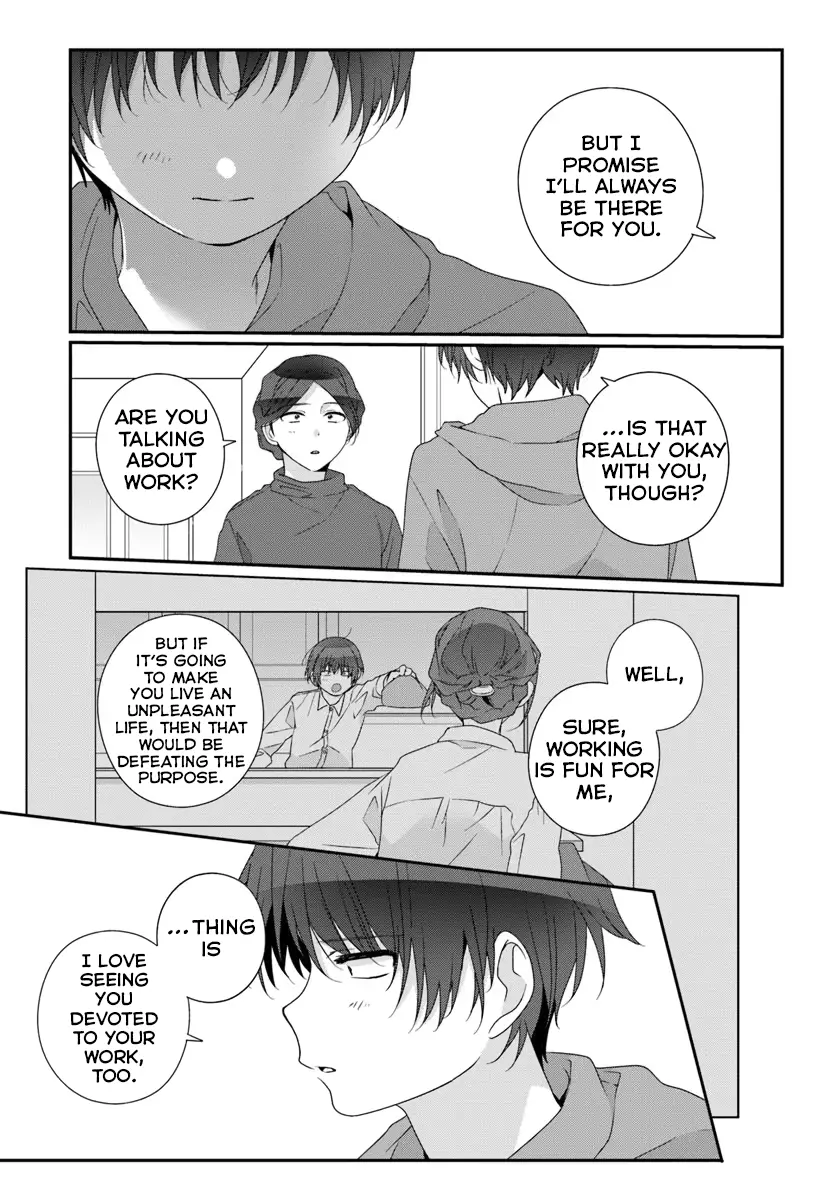 BUT I
PROMISE
I'LL ALWAYS
BE THERE
FOR YOU.
...IS THAT
REALLY OKAY
WITH YOU,
THOUGH?
ARE YOU
TALKING
ABOUT
WORK?
WELL,
SURE,
WORKING
IS FUN FOR
ME,
BUT IF
IT'S GOING
TO MAKE
YOU LIVE AN
UNPLEASANT
LIFE, THEN THAT
WOULD BE
DEFEATING THE
PURPOSE.
...THING
IS
I LOVE
SEEING
YOU
DEVOTED
TO YOUR
WORK,
TOO.